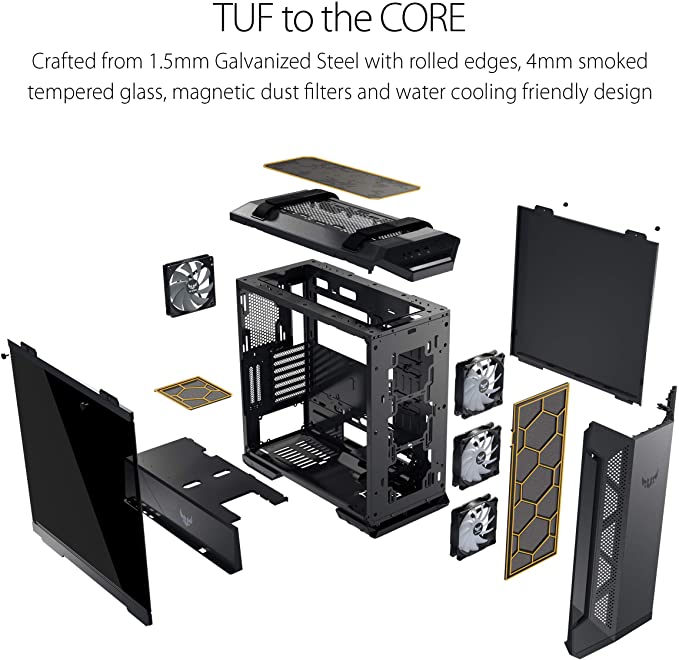 TUF to the CORE
Crafted from 1.5mm Galvanized Steel with rolled edges, 4mm smoked
tempered glass, magnetic dust filters and water cooling friendly design